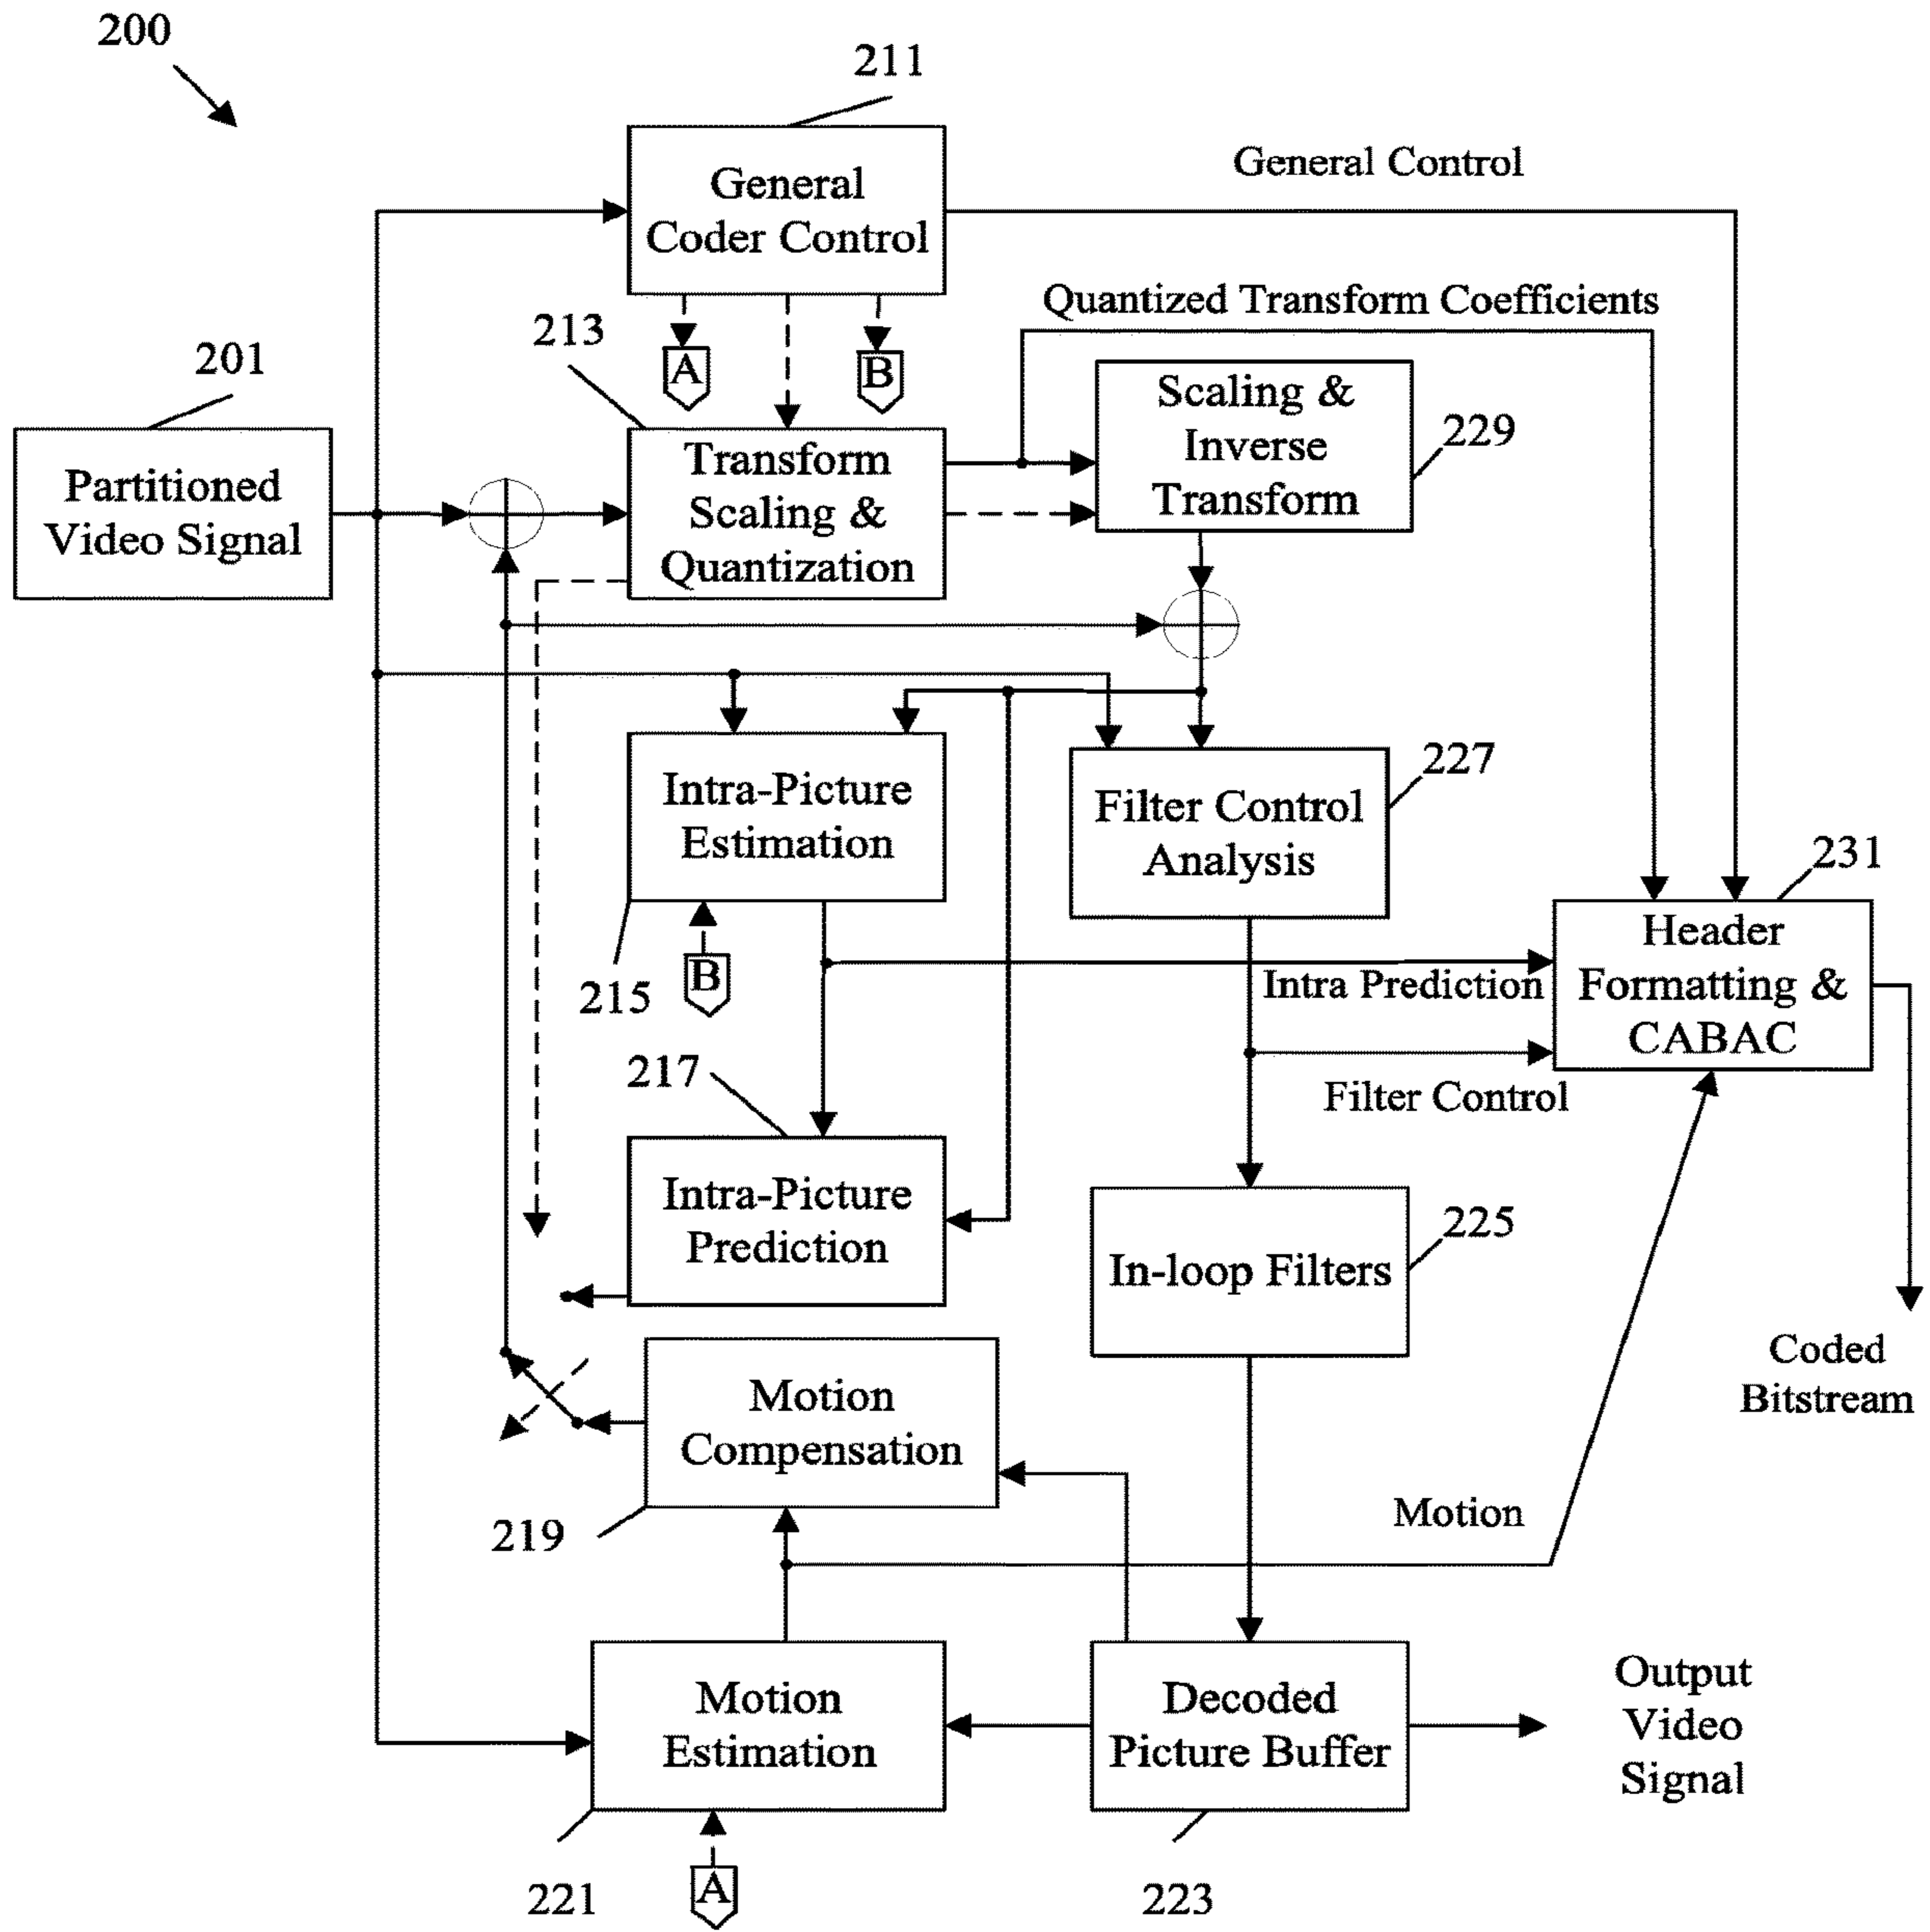 200
211
General
Coder Control
General Control
A
B
Quantized Transform Coefficients
201
Partitioned
Video Signal
213
Transform
Scaling &
Quantization
Scaling &
Inverse
Transform
229
Intra-Picture
Estimation
215
B
Filter Control
Analysis
227
Intra Prediction
Filter Control
231
Header
Formatting &
CABAC
217
Intra-Picture
Prediction
In-loop Filters
225
Coded
Bitstream
Motion
Compensation
219
Motion
Motion
Estimation
221
A
Decoded
Picture Buffer
223
Output
Video
Signal